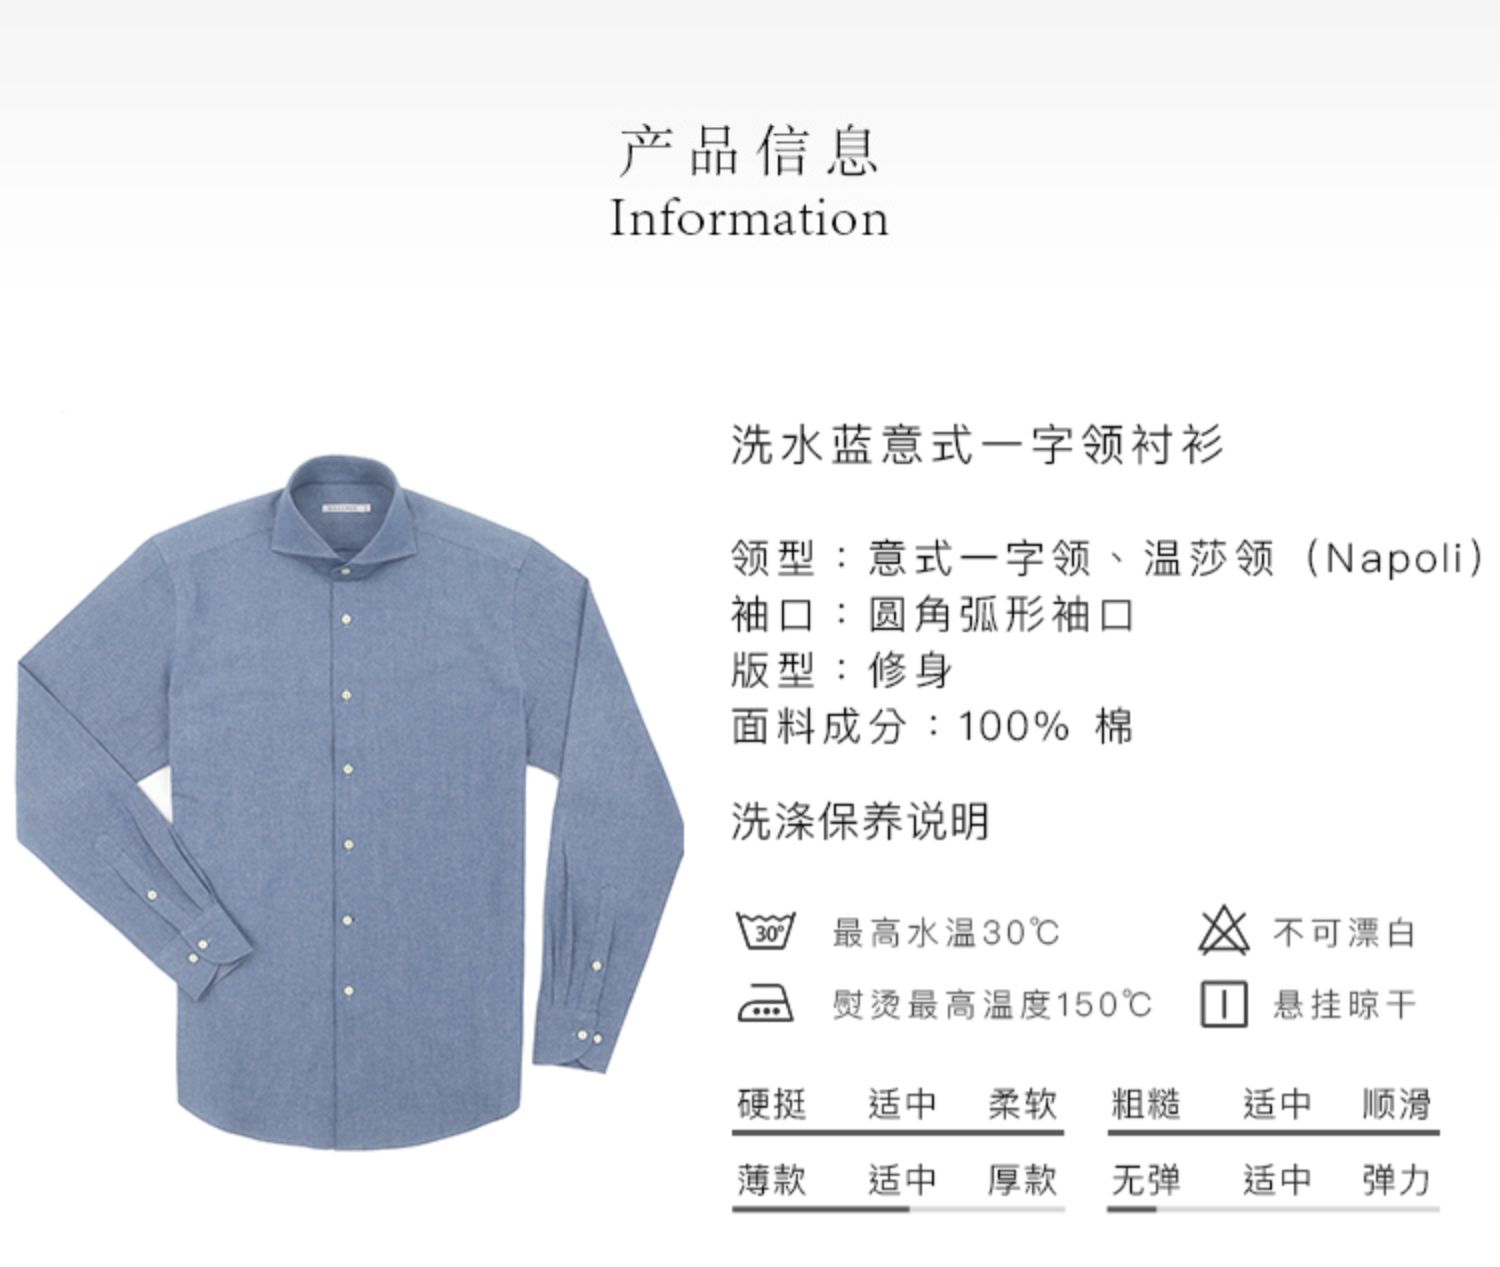 产品信息
Information
洗水蓝意式一字领衬衫
领型：意式一字领、温莎领（Napoli）
袖口：圆角弧形袖口
版型：修身
面料成分：100% 棉
洗涤保养说明
30° 最高水温30℃ 不可漂白
熨烫最高温度150℃ 悬挂晾干
硬挺 适中 柔软 粗糙 适中 顺滑
薄款 适中 厚款 无弹 适中 弹力